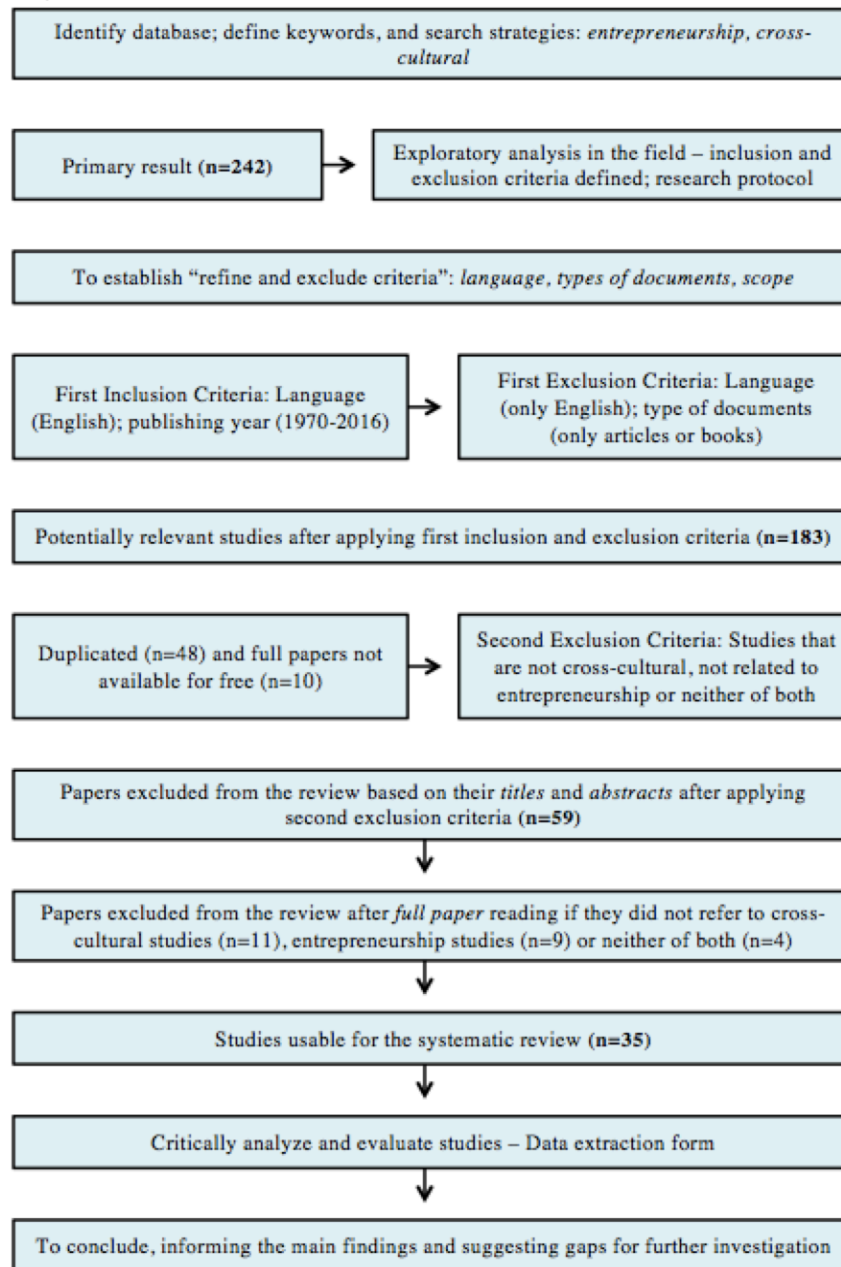 Identify database; define keywords, and search strategies: entrepreneurship, cross-
cultural
Primary result (n=242)
Exploratory analysis in the field – inclusion and
exclusion criteria defined; research protocol
To establish “refine and exclude criteria”: language, types of documents, scope
First Inclusion Criteria: Language
(English); publishing year (1970-2016)
First Exclusion Criteria: Language
(only English); type of documents
(only articles or books)
Potentially relevant studies after applying first inclusion and exclusion criteria (n=183)
Duplicated (n=48) and full papers not
available for free (n=10)
Second Exclusion Criteria: Studies that
are not cross-cultural, not related to
entrepreneurship or neither of both
Papers excluded from the review based on their titles and abstracts after applying
second exclusion criteria (n=59)
Papers excluded from the review after full paper reading if they did not refer to cross-
cultural studies (n=11), entrepreneurship studies (n=9) or neither of both (n=4)
Studies usable for the systematic review (n=35)
Critically analyze and evaluate studies – Data extraction form
To conclude, informing the main findings and suggesting gaps for further investigation